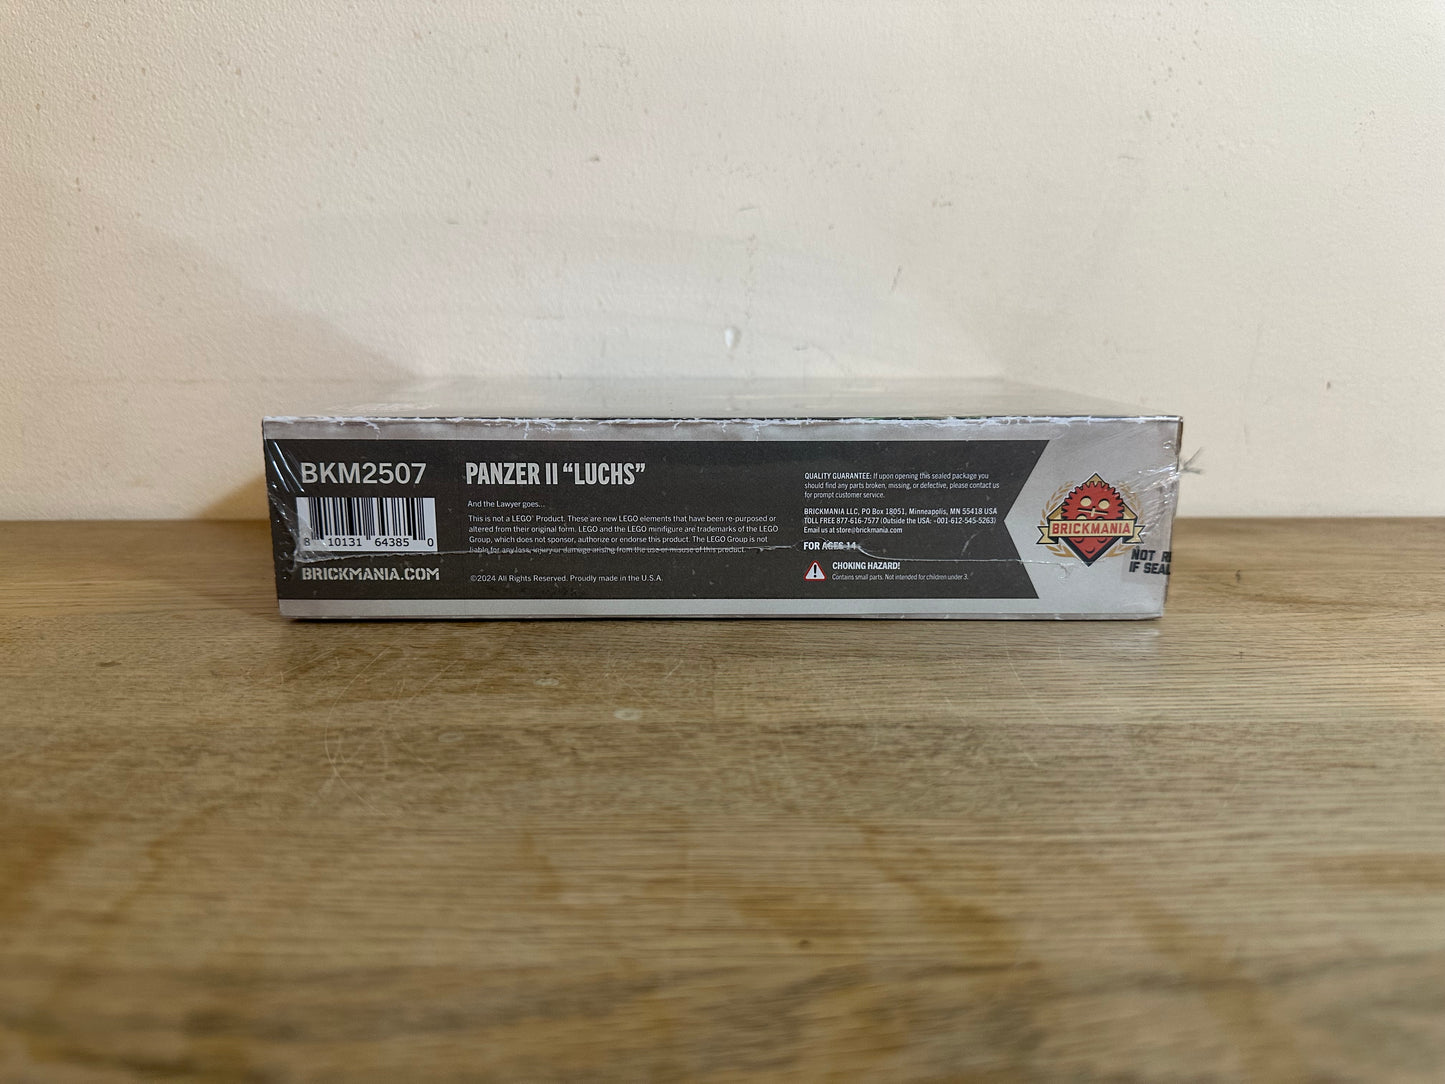 BKM2507
8 10131 64385 0
BRICKMANIA.COM
PANZER II “LUCHS”
And the Lawyer goes...
This is not a LEGO® Product. These are new LEGO elements that have been re-purposed or
altered from their original form. LEGO and the LEGO minifigure are trademarks of the LEGO
Group, which does not sponsor, authorize or endorse this product. The LEGO Group is not
liable for any loss, injury or damage arising from the use or misuse of this product.
©2024 All Rights Reserved. Proudly made in the U.S.A.
QUALITY GUARANTEE: If upon opening this sealed package you
should find any parts broken, missing, or defective, please contact us
for prompt customer service.
BRICKMANIA LLC, PO Box 18051, Minneapolis, MN 55418 USA
TOLL FREE 877-616-7577 (Outside the USA: +001-612-545-5263)
Email us at store@brickmania.com
FOR AGES 14+
CHOKING HAZARD!
Contains small parts. Not intended for children under 3.
BRICKMANIA
NOT R
IF SEAL